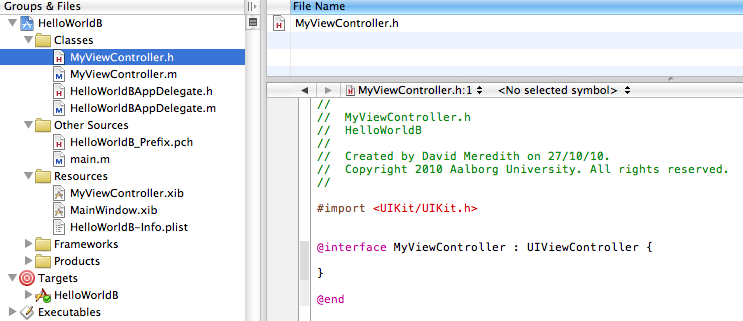 Groups & Files
HelloWorldB
Classes
MyViewController.h
MyViewController.m
HelloWorldBAppDelegate.h
HelloWorldBAppDelegate.m
Other Sources
HelloWorldB_Prefix.pch
main.m
Resources
MyViewController.xib
MainWindow.xib
HelloWorldB-Info.plist
Frameworks
Products
Targets
HelloWorldB
Executables
File Name
MyViewController.h
MyViewController.h:1 <No selected symbol>
//
// MyViewController.h
// HelloWorldB
//
// Created by David Meredith on 27/10/10.
// Copyright 2010 Aalborg University. All rights reserved.
//
#import <UIKit/UIKit.h>
@interface MyViewController : UIViewController {
}
@end